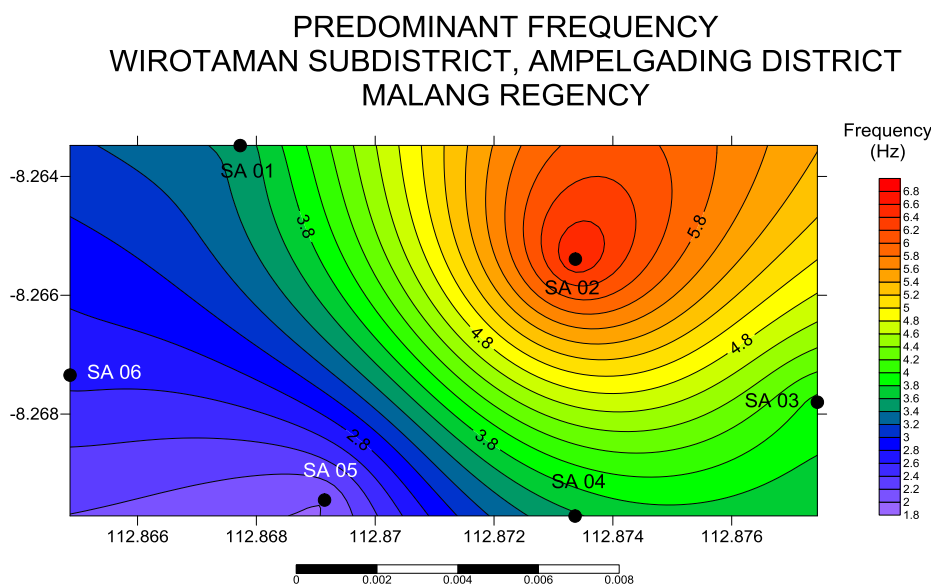 PREDOMINANT FREQUENCY
WIROTAMAN SUBDISTRICT, AMPELGADING DISTRICT
MALANG REGENCY
Frequency
(Hz)
-8.264
-8.266
-8.268
SA 01
SA 02
SA 03
SA 04
SA 05
SA 06
3.8
5.8
4.8
4.8
2.8
3.8
6.8
6.6
6.4
6.2
6
5.8
5.6
5.4
5.2
5
4.8
4.6
4.4
4.2
4
3.8
3.6
3.4
3.2
3
2.8
2.6
2.4
2.2
2
1.8
112.866 112.868 112.87 112.872 112.874 112.876
0 0.002 0.004 0.006 0.008